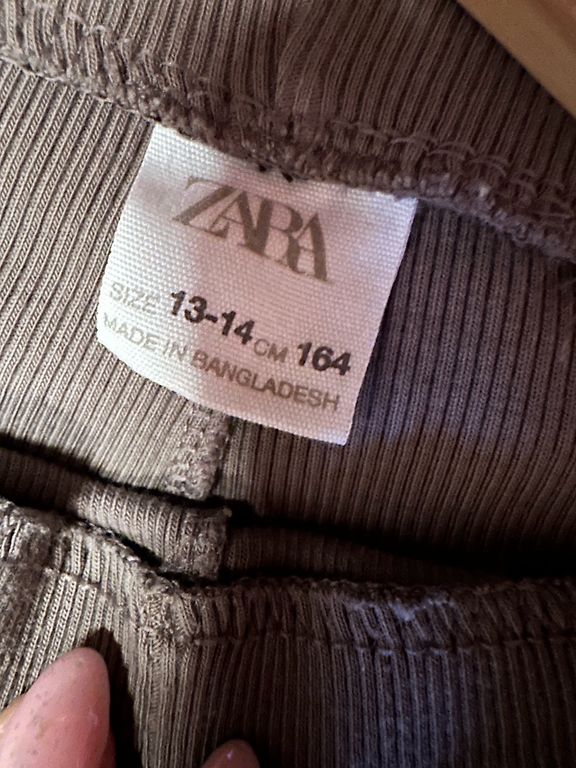 ZARA
SIZE 13-14 CM 164
MADE IN BANGLADESH